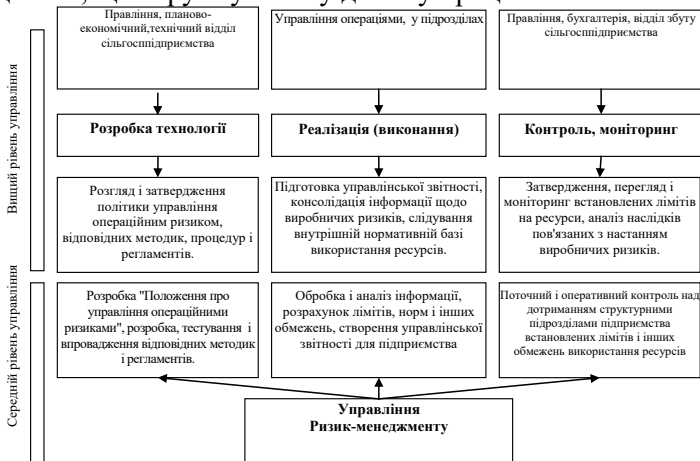 Правління, планово-
економічний,технічний відділ
сільгосппідприємства
Управління операціями, у підрозділах
Правління, бухгалтерія, відділ збуту
сільгосппідприємства
Вищий рівень управління
Розробка технології
Реалізація (виконання)
Контроль, моніторинг
Розгляд і затвердження
політики управління
операційним ризиком,
відповідних методик, процедур і
регламентів.
Підготовка управлінської звітності,
консолідація інформації щодо
виробничих ризиків, слідування
внутрішній нормативній базі
використання ресурсів.
Затвердження, перегляд і
моніторинг встановлених лімітів
на ресурси, аналіз наслідків
пов'язаних з настанням
виробничих ризиків.
Середній рівень управління
Розробка "Положення про
управління операційними
ризиками", розробка, тестування і
впровадження відповідних методик
і регламентів.
Обробка і аналіз інформації,
розрахунок лімітів, норм і інших
обмежень, створення управлінської
звітності для підприємства
Поточний і оперативний контроль над
дотриманням структурними
підрозділами підприємства
встановлених лімітів і інших
обмежень використання ресурсів
Управління
Ризик-менеджменту